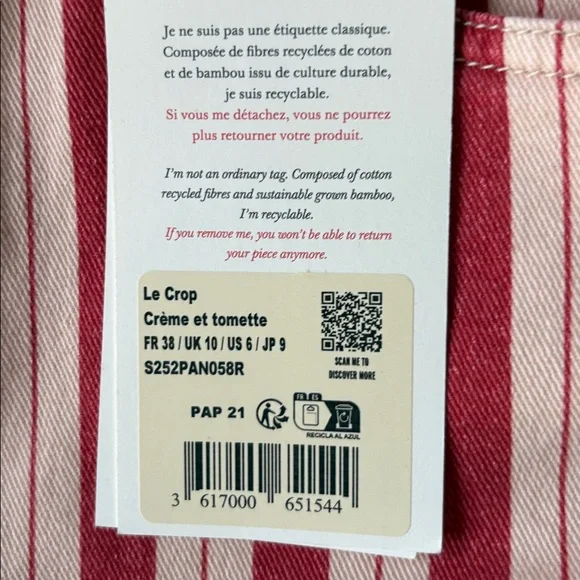 Je ne suis pas une étiquette classique.
Composée de fibres recyclées de coton
et de bambou issu de culture durable,
je suis recyclable.
Si vous me détachez, vous ne pourrez
plus retourner votre produit.
I'm not an ordinary tag. Composed of cotton
recycled fibres and sustainable grown bamboo,
I'm recyclable.
If you remove me, you won't be able to return
your piece anymore.
Le Crop
Crème et tomette
FR 38 / UK 10 / US 6 / JP 9
S252PAN058R
SCAN ME TO
DISCOVER MORE
PAP 21
FR ES
RECICLA AL AZUL
3 617000 651544